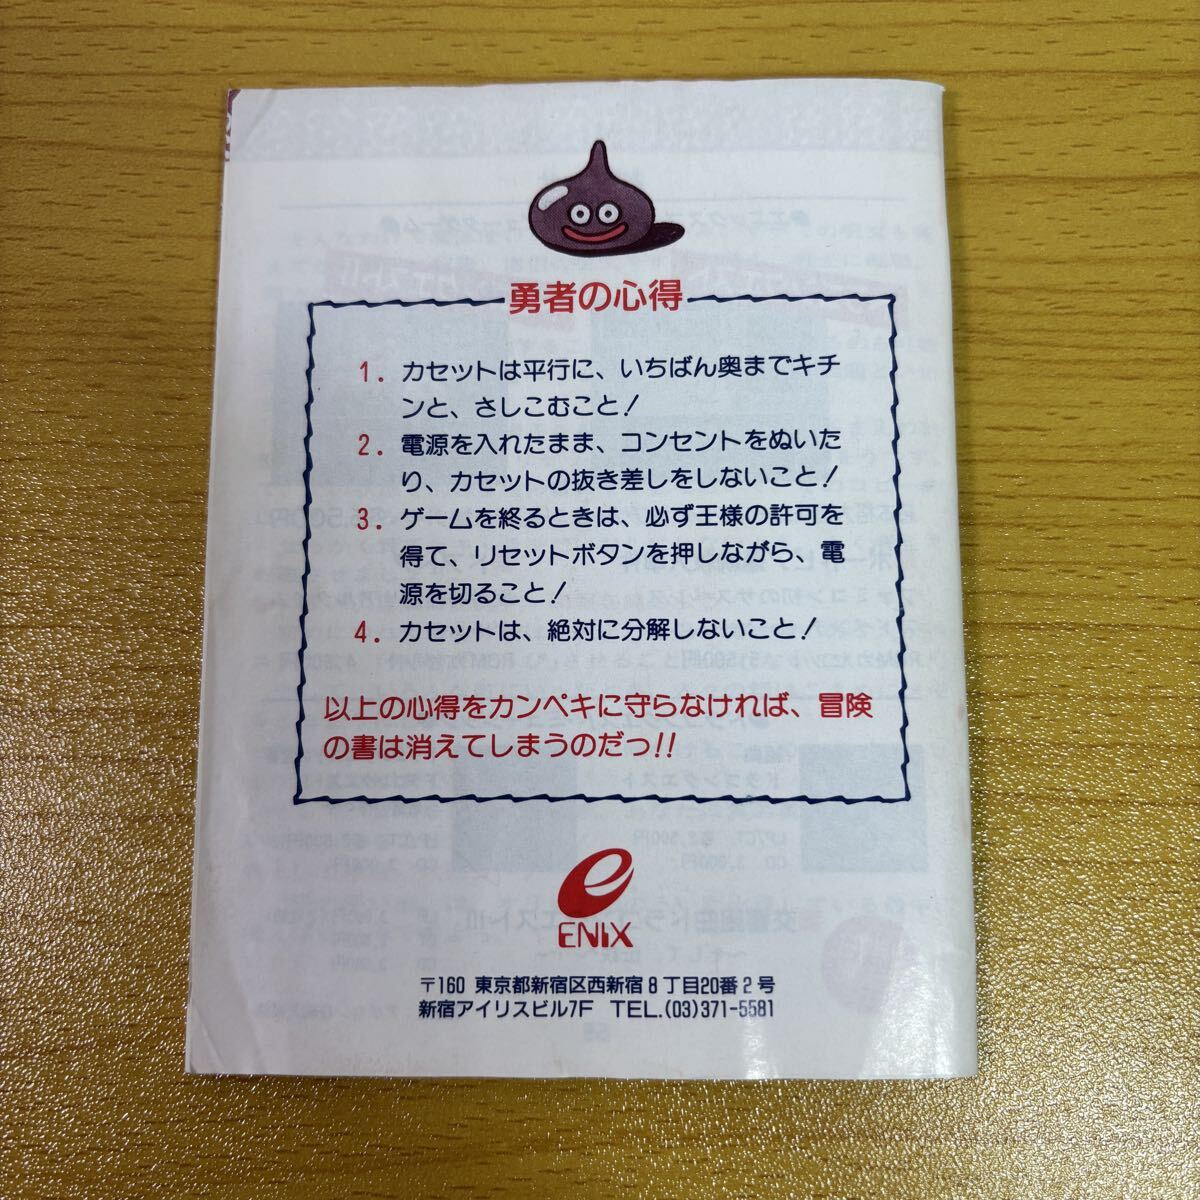 勇者の心得
1. カセットは平行に、いちばん奥までキチ
ンと、さしこむこと!
2. 電源を入れたまま、コンセントをぬいた
り、カセットの抜き差しをしないこと!
3. ゲームを終るときは、必ず王様の許可を
得て、リセットボタンを押しながら、電
源を切ること!
4. カセットは、絶対に分解しないこと!
以上の心得をカンペキに守らなければ、冒険
の書は消えてしまうのだっ!!
ENIX
〒160 東京都新宿区西新宿8丁目20番2号
新宿アイリスビル7F TEL.(03)371-5581